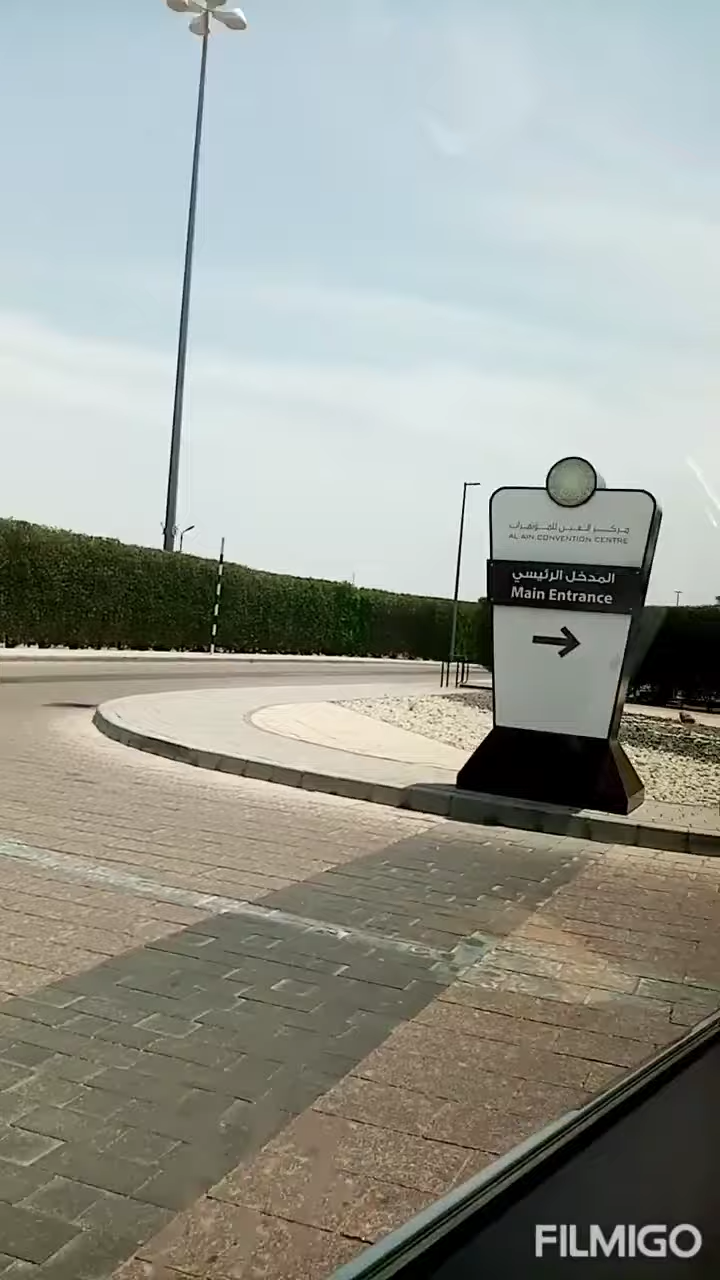 مركز العين للمؤتمرات
AL AIN CONVENTION CENTRE
المدخل الرئيسي
Main Entrance
FILMIGO